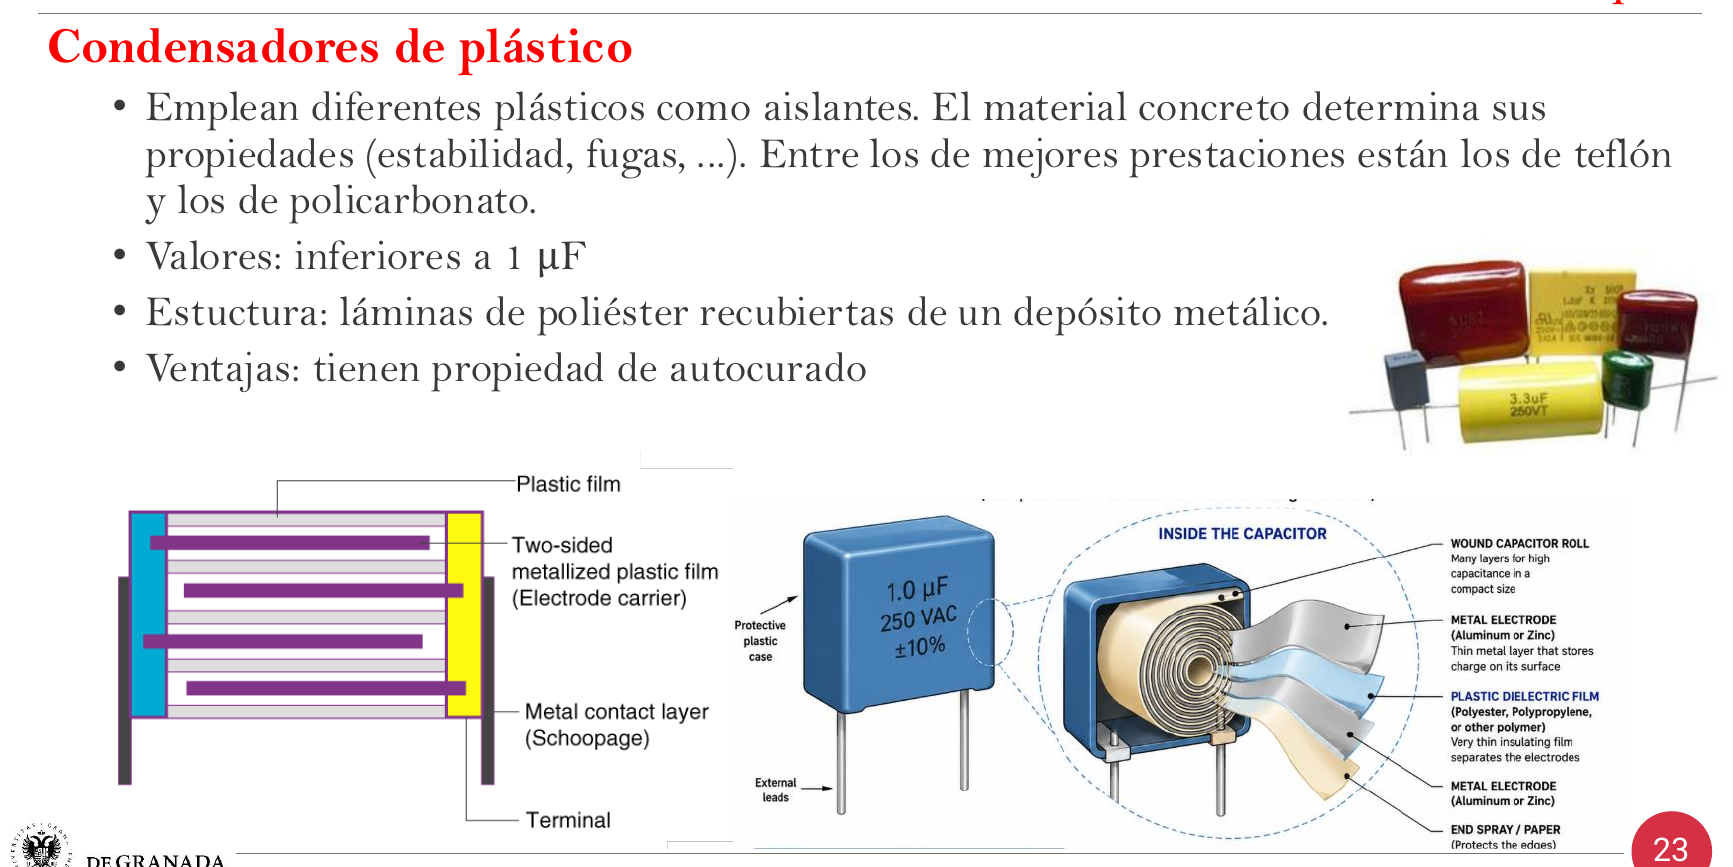 Condensadores de plástico
• Emplean diferentes plásticos como aislantes. El material concreto determina sus
propiedades (estabilidad, fugas, ...). Entre los de mejores prestaciones están los de teflón
y los de policarbonato.
• Valores: inferiores a 1 µF
• Estuctura: láminas de poliéster recubiertas de un depósito metálico.
• Ventajas: tienen propiedad de autocurado
3.3uF
250VT
Plastic film
Two-sided
metallized plastic film
(Electrode carrier)
Metal contact layer
(Schoopage)
Terminal
Protective
plastic
case
1.0 µF
250 VAC
±10%
External
leads
INSIDE THE CAPACITOR
WOUND CAPACITOR ROLL
Many layers for high
capacitance in a
compact size
METAL ELECTRODE
(Aluminum or Zinc)
Thin metal layer that stores
charge on its surface
PLASTIC DIELECTRIC FILM
(Polyester, Polypropylene,
or other polymer)
Very thin insulating film
separates the electrodes
METAL ELECTRODE
(Aluminum or Zinc)
END SPRAY / PAPER
(Protects the edges)
DE GRANADA
23